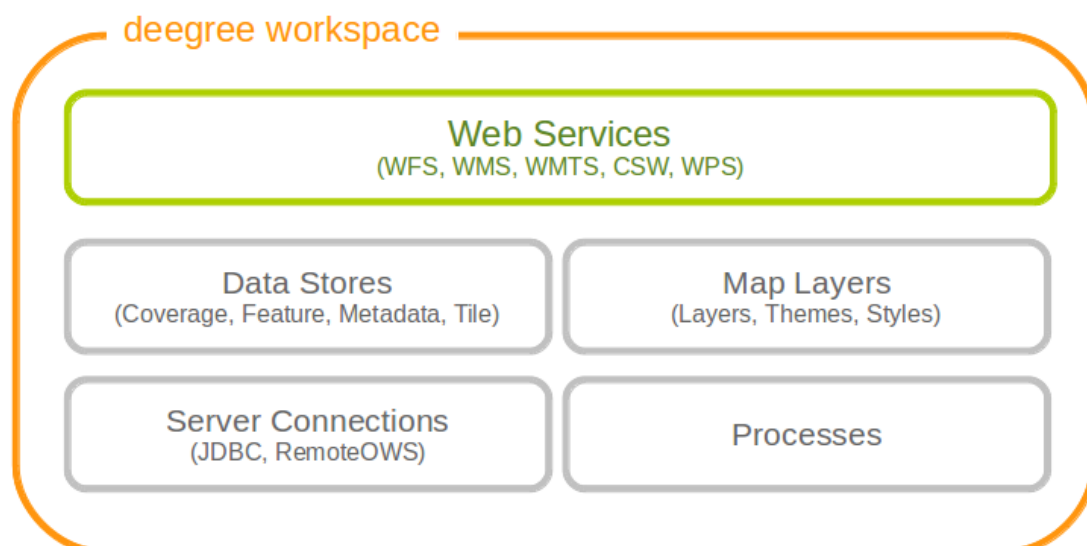 deegree workspace
Web Services
(WFS, WMS, WMTS, CSW, WPS)
Data Stores
(Coverage, Feature, Metadata, Tile)
Map Layers
(Layers, Themes, Styles)
Server Connections
(JDBC, RemoteOWS)
Processes